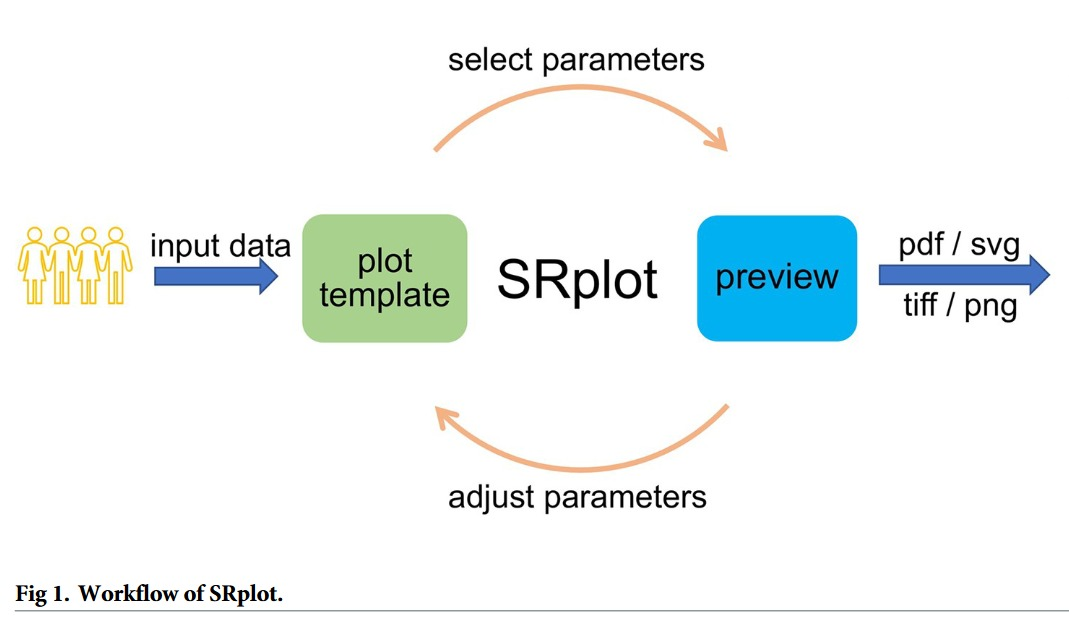 select parameters
input data
plot
template
SRplot
preview
pdf / svg
tiff / png
adjust parameters
Fig 1. Workflow of SRplot.